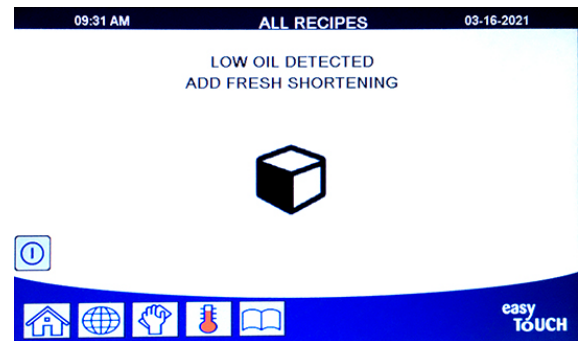 09:31 AM ALL RECIPES 03-16-2021
LOW OIL DETECTED
ADD FRESH SHORTENING
easy
TOUCH